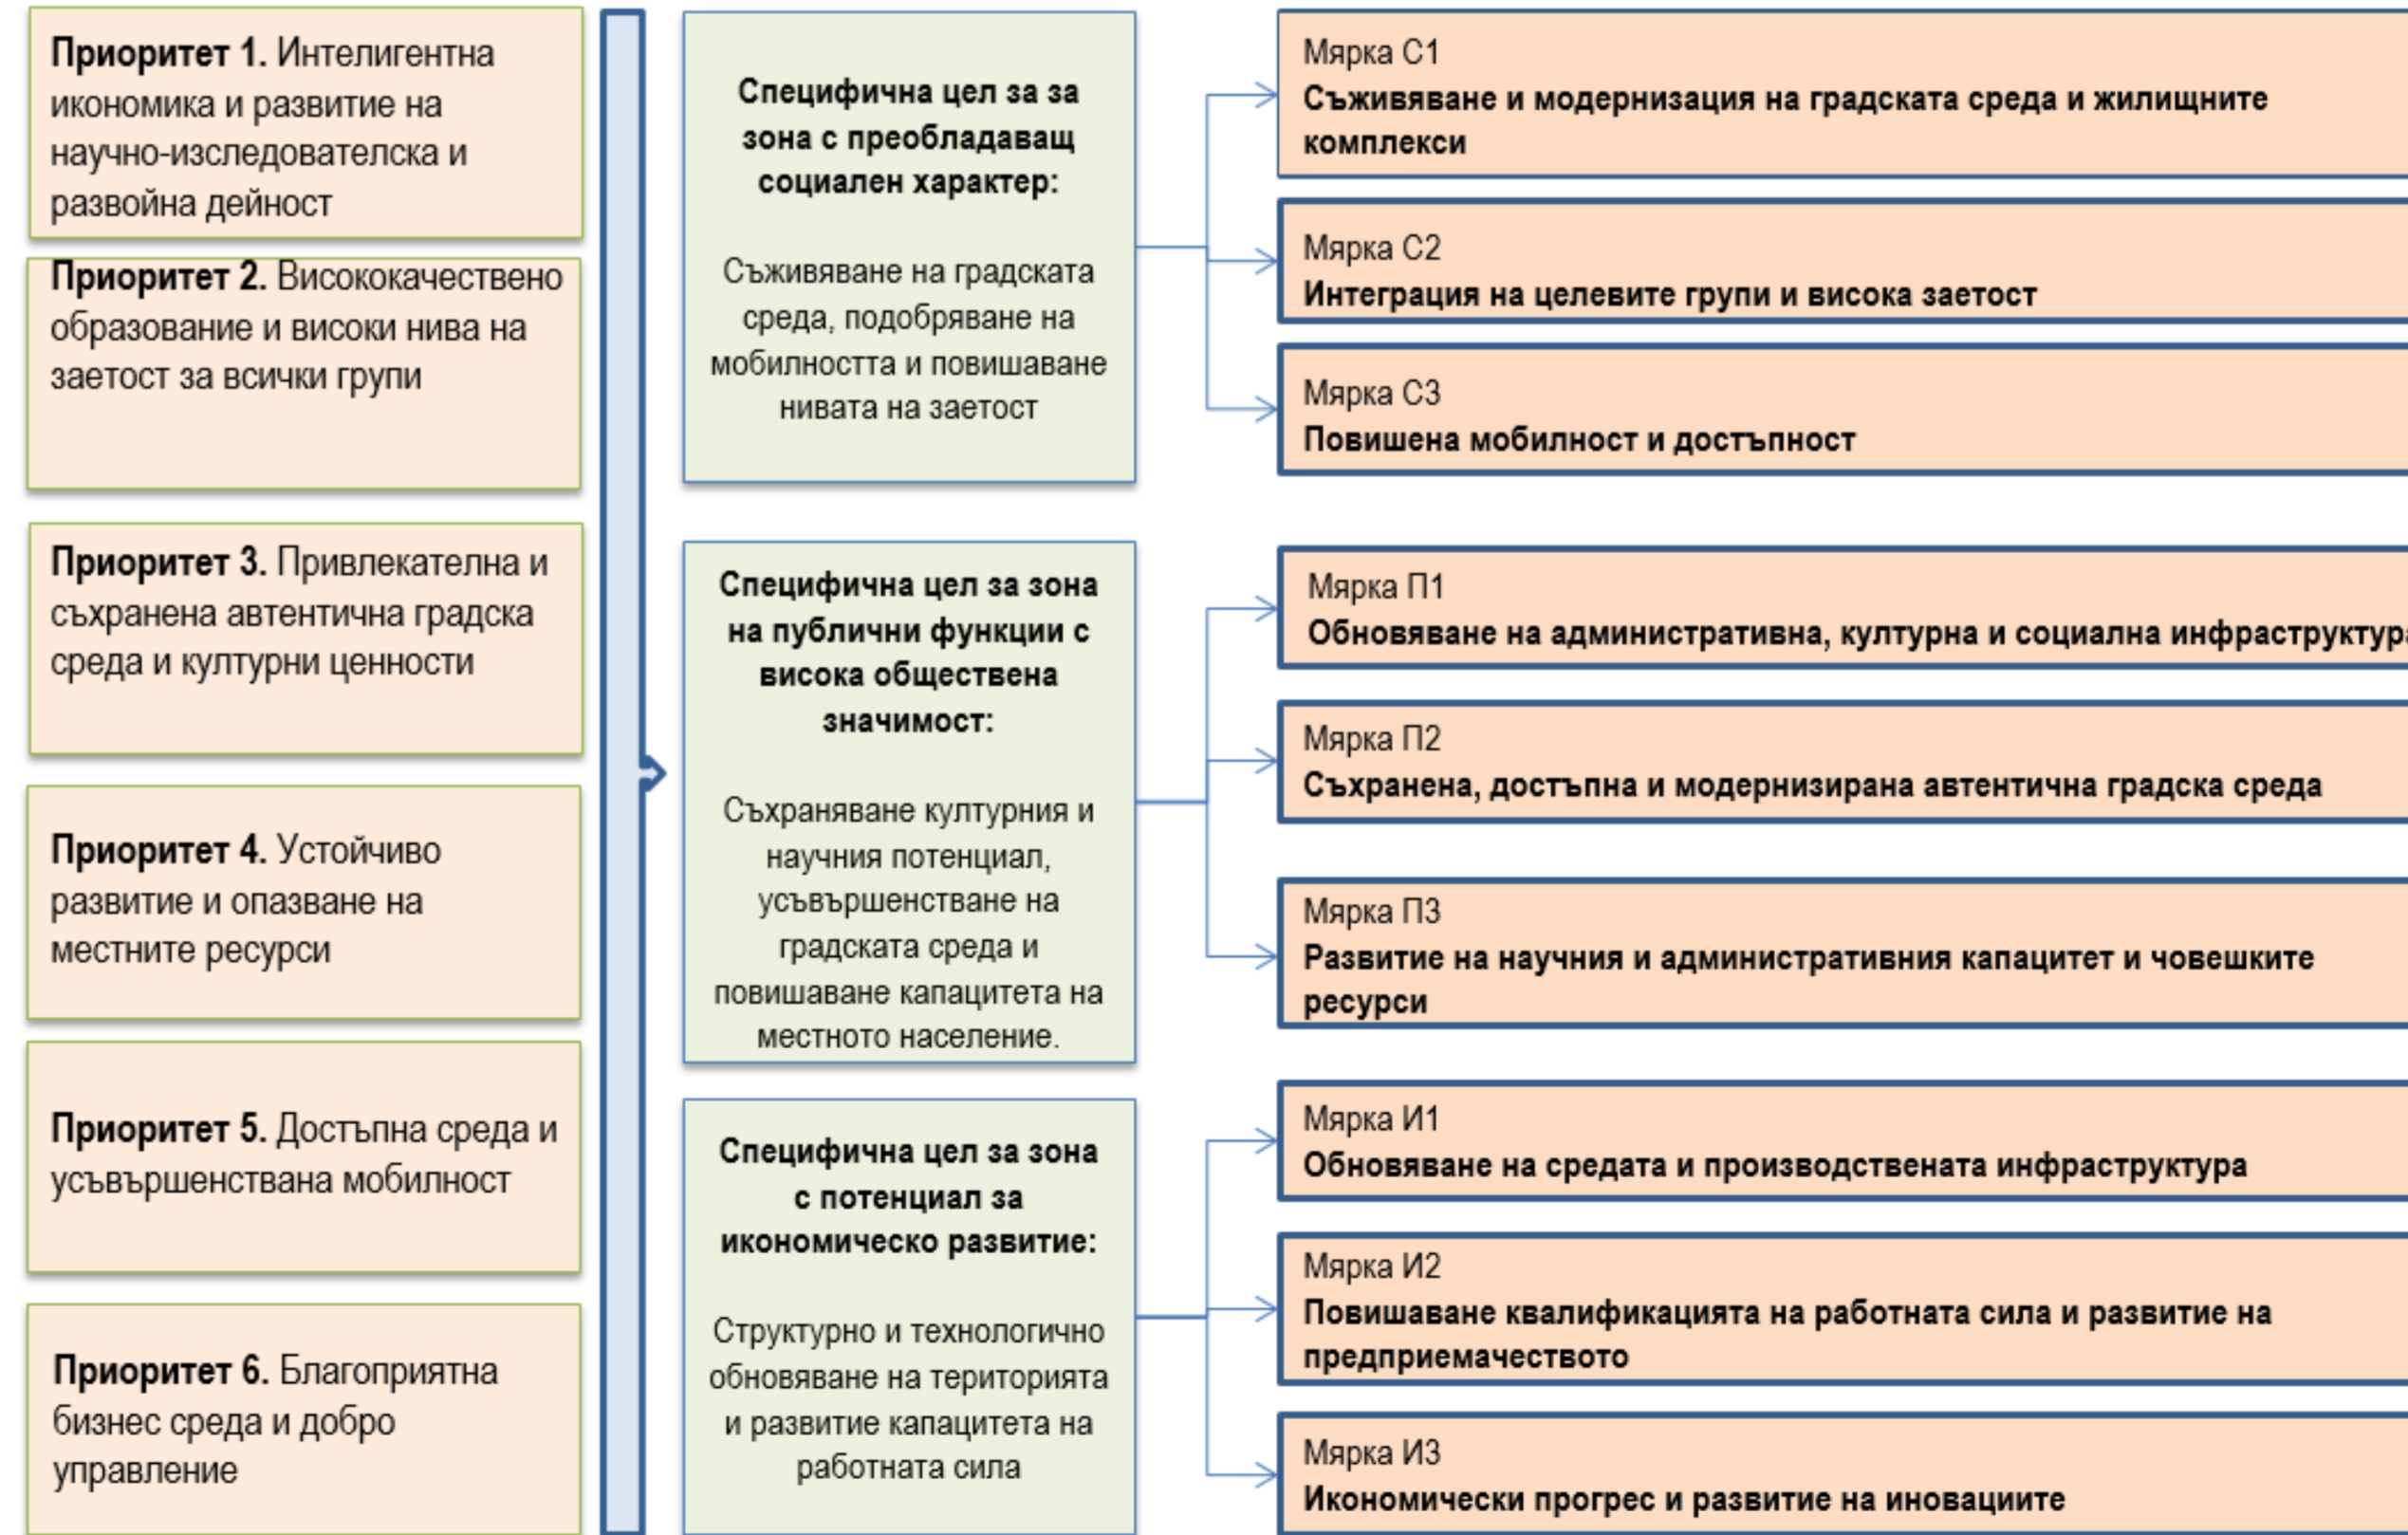 Приоритет 1. Интелигентна
икономика и развитие на
научно-изследователска и
развойна дейност
Приоритет 2. Висококачествено
образование и високи нива на
заетост за всички групи
Приоритет 3. Привлекателна и
съхранена автентична градска
среда и културни ценности
Приоритет 4. Устойчиво
развитие и опазване на
местните ресурси
Приоритет 5. Достъпна среда и
усъвършенствана мобилност
Приоритет 6. Благоприятна
бизнес среда и добро
управление
Специфична цел за за
зона с преобладаващ
социален характер:
Съживяване на градската
среда, подобряване на
мобилността и повишаване
нивата на заетост
Специфична цел за зона
на публични функции с
висока обществена
значимост:
Съхраняване културния и
научния потенциал,
усъвършенстване на
градската среда и
повишаване капацитета на
местното население.
Специфична цел за зона
с потенциал за
икономическо развитие:
Структурно и технологично
обновяване на територията
и развитие капацитета на
работната сила
Мярка С1
Съживяване и модернизация на градската среда и жилищните
комплекси
Мярка С2
Интеграция на целевите групи и висока заетост
Мярка С3
Повишена мобилност и достъпност
Мярка П1
Обновяване на административна, културна и социална инфраструктура
Мярка П2
Съхранена, достъпна и модернизирана автентична градска среда
Мярка П3
Развитие на научния и административния капацитет и човешките
ресурси
Мярка И1
Обновяване на средата и производствената инфраструктура
Мярка И2
Повишаване квалификацията на работната сила и развитие на
предприемачеството
Мярка И3
Икономически прогрес и развитие на иновациите